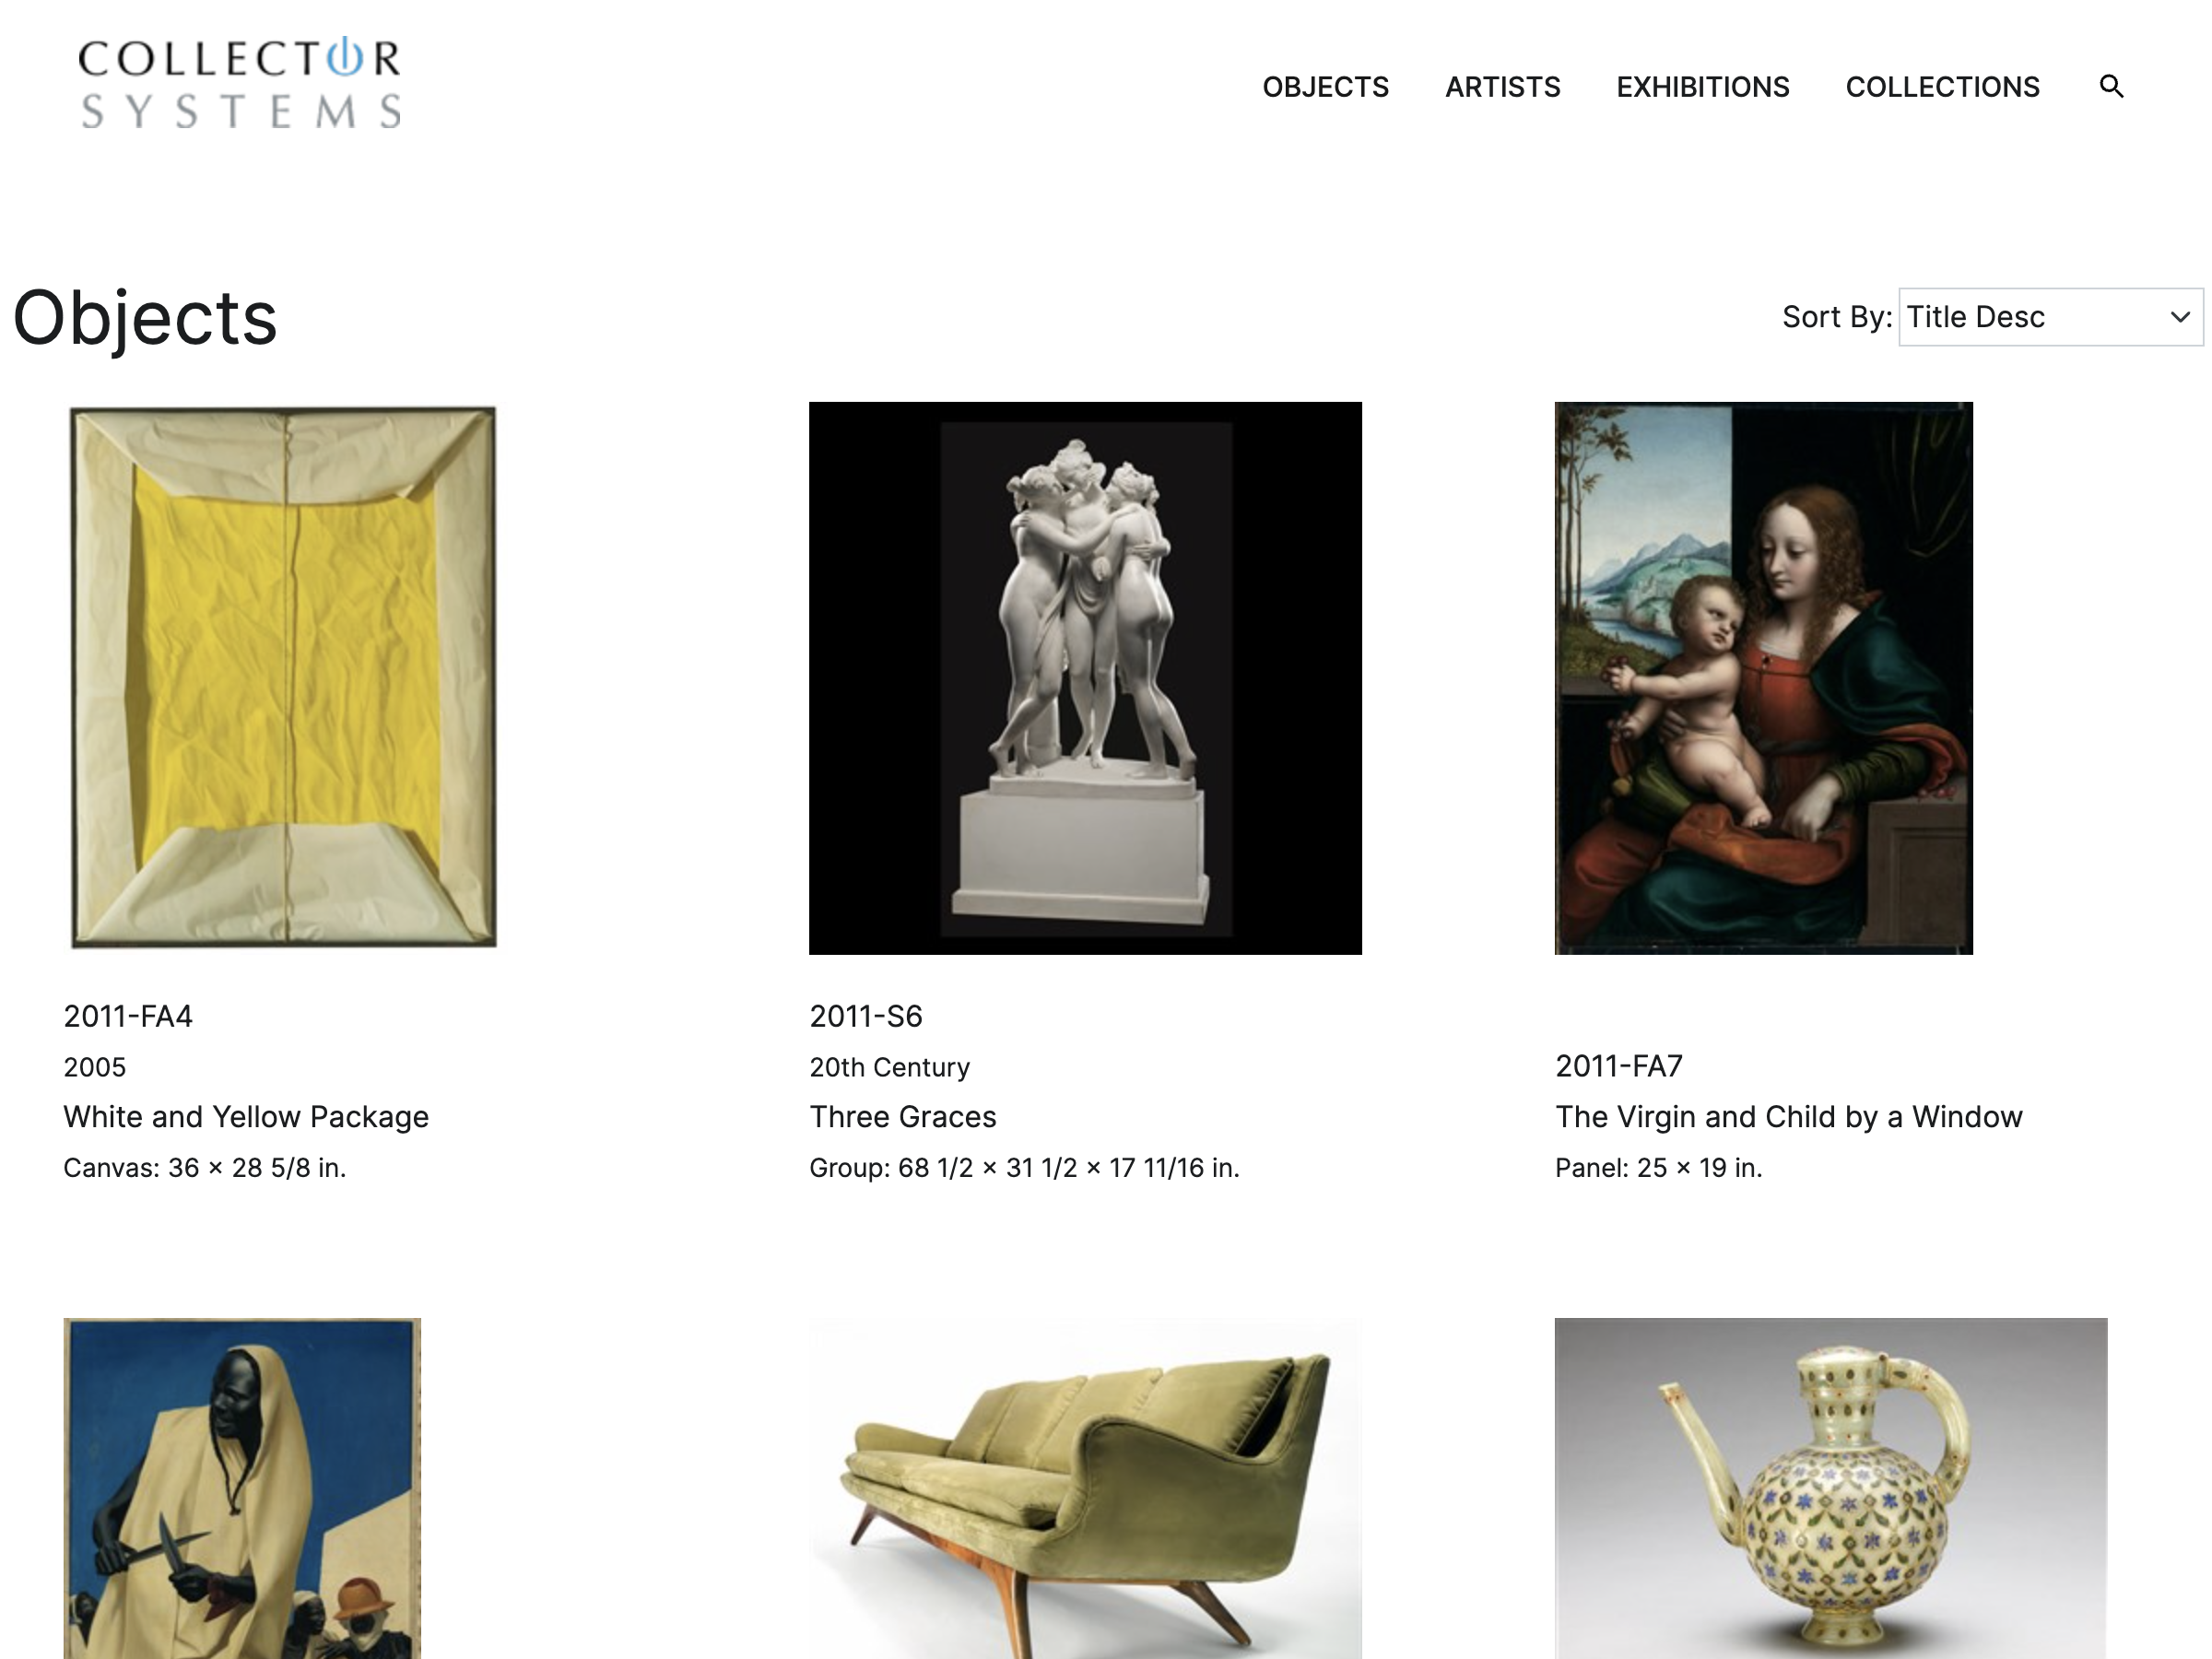 COLLECTOR
SYSTEMS
OBJECTS
ARTISTS
EXHIBITIONS
COLLECTIONS
Objects
Sort By: Title Desc
2011-FA4
2005
White and Yellow Package
Canvas: 36 × 28 5/8 in.
2011-S6
20th Century
Three Graces
Group: 68 1/2 × 31 1/2 × 17 11/16 in.
2011-FA7
The Virgin and Child by a Window
Panel: 25 × 19 in.